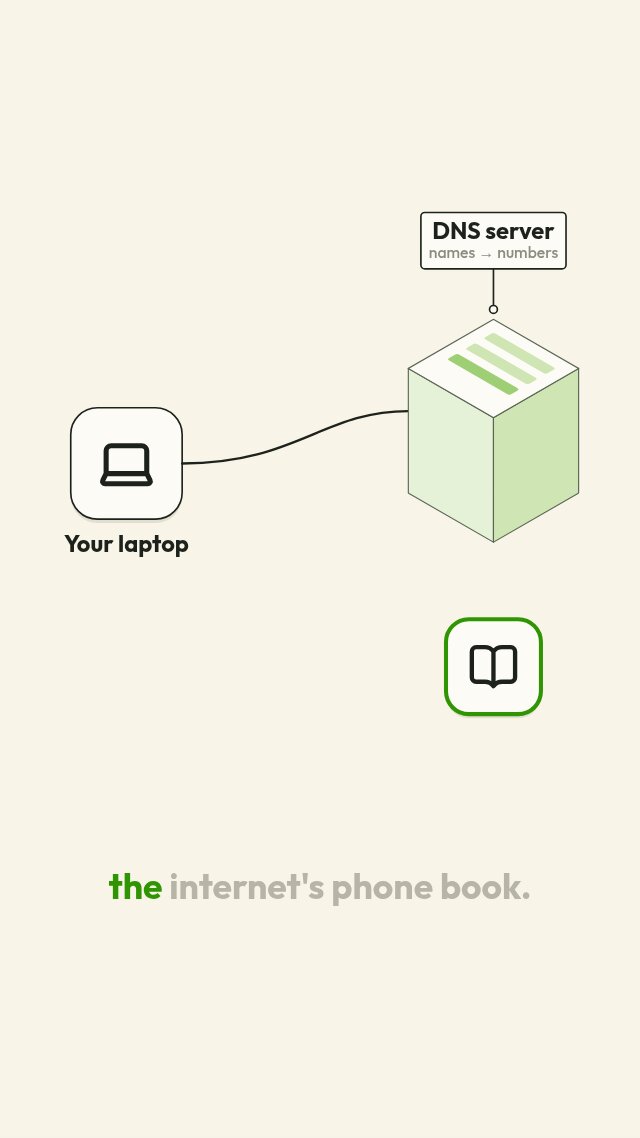 DNS server
names → numbers
Your laptop
the internet's phone book.